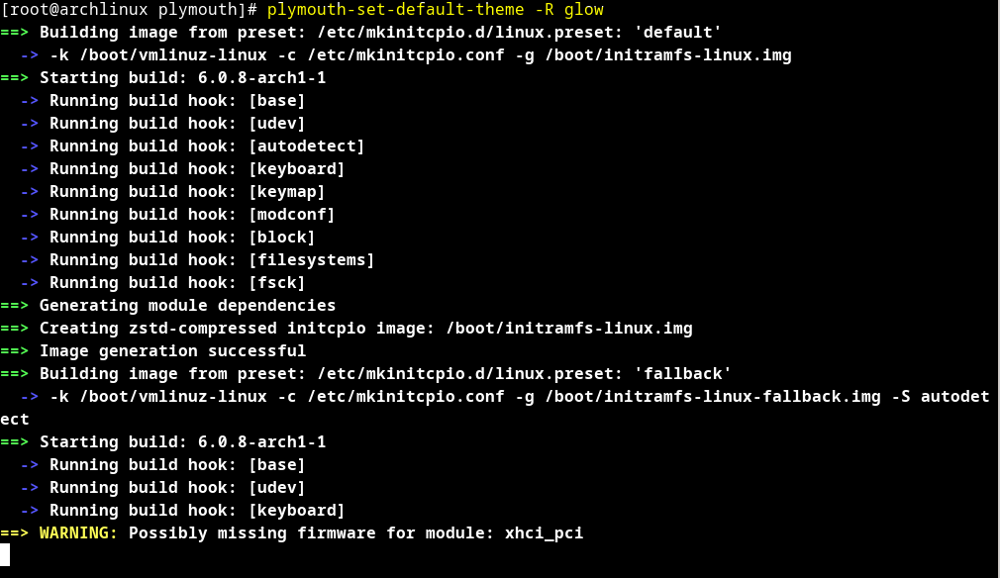 [root@archlinux plymouth]# plymouth-set-default-theme -R glow
==> Building image from preset: /etc/mkinitcpio.d/linux.preset: 'default'
  -> -k /boot/vmlinuz-linux -c /etc/mkinitcpio.conf -g /boot/initramfs-linux.img
==> Starting build: 6.0.8-arch1-1
  -> Running build hook: [base]
  -> Running build hook: [udev]
  -> Running build hook: [autodetect]
  -> Running build hook: [keyboard]
  -> Running build hook: [keymap]
  -> Running build hook: [modconf]
  -> Running build hook: [block]
  -> Running build hook: [filesystems]
  -> Running build hook: [fsck]
==> Generating module dependencies
==> Creating zstd-compressed initcpio image: /boot/initramfs-linux.img
==> Image generation successful
==> Building image from preset: /etc/mkinitcpio.d/linux.preset: 'fallback'
  -> -k /boot/vmlinuz-linux -c /etc/mkinitcpio.conf -g /boot/initramfs-linux-fallback.img -S autodet
ect
==> Starting build: 6.0.8-arch1-1
  -> Running build hook: [base]
  -> Running build hook: [udev]
  -> Running build hook: [keyboard]
==> WARNING: Possibly missing firmware for module: xhci_pci